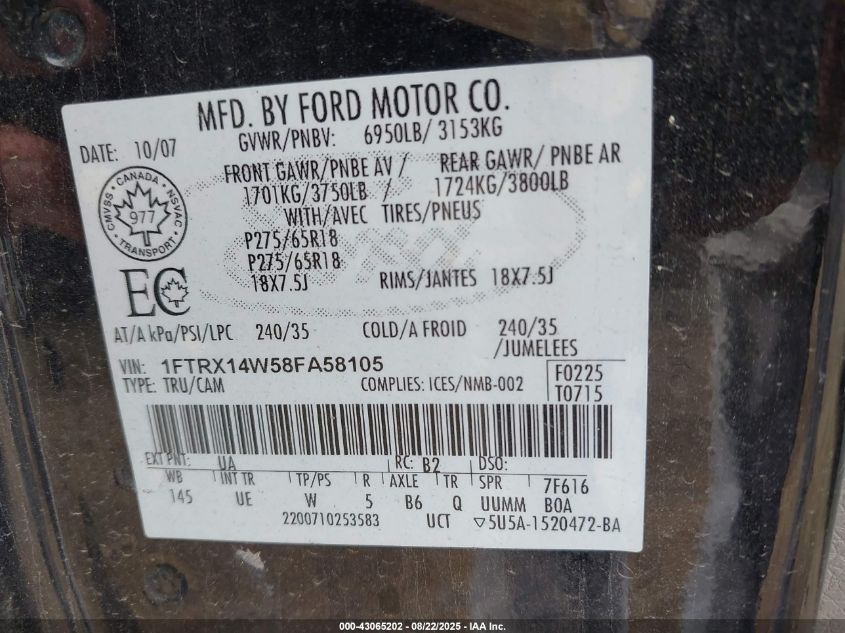 MFD. BY FORD MOTOR CO.
DATE: 10/07 GVWR/PNBV: 6950LB/ 3153KG
FRONT GAWR/PNBE AV/ REAR GAWR/ PNBE AR
1701KG/3750LB 1724KG/3800LB
WITH/AVEC TIRES/PNEUS
CMVSS · CANADA · NSVAC · TRANSPORT
977
P275/65R18
P275/65R18
18X7.5J RIMS/JANTES 18X7.5J
EC
AT/A kPa/PSI/LPC 240/35 COLD/A FROID 240/35
/JUMELEES
VIN: 1FTRX14W58FA58105 F0225
TYPE: TRU/CAM COMPLIES: ICES/NMB-002 T0715
EXT PNT: UA RC: B2 DSO:
WB INT TR TP/PS R AXLE TR SPR 7F616
145 UE W 5 B6 Q UUMM BOA
2200710253583 UCT ▽5U5A-1520472-BA
000-43065202 - 08/22/2025 - IAA Inc.